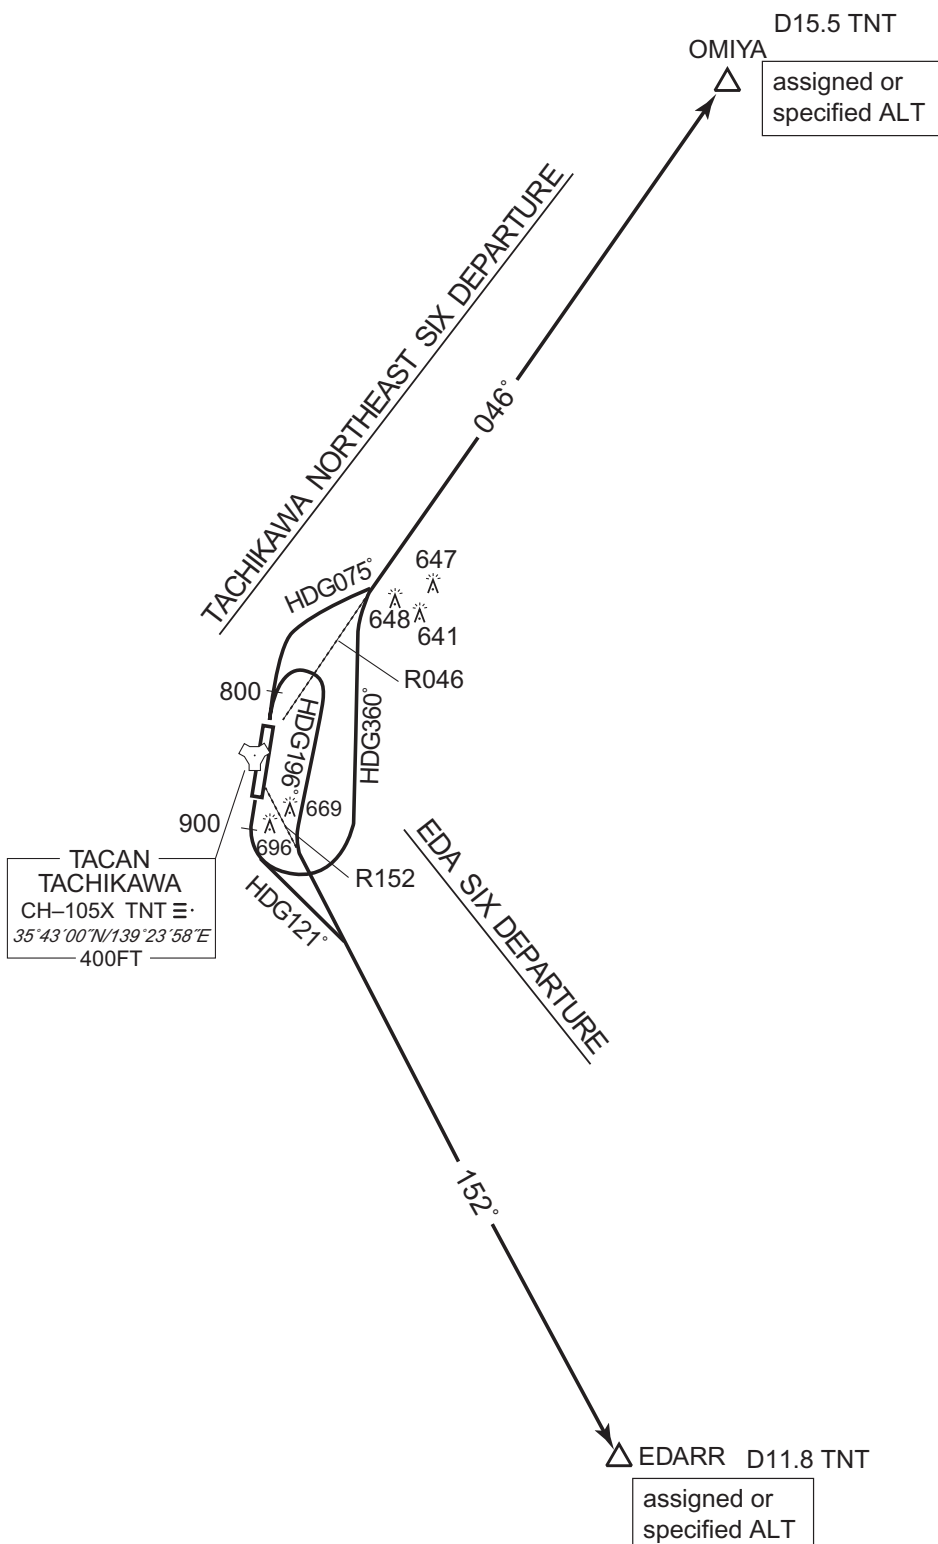 D15.5 TNT
OMIYA
assigned or
specified ALT
TACHIKAWA NORTHEAST SIX DEPARTURE
046°
647
HDG075°
648
641
R046
800
HDG360°
HDG196°
669
900
696
EDA SIX DEPARTURE
TACAN
TACHIKAWA
CH–105X TNT
35°43′00″N/139°23′58″E
400FT
R152
HDG121°
152°
EDARR D11.8 TNT
assigned or
specified ALT